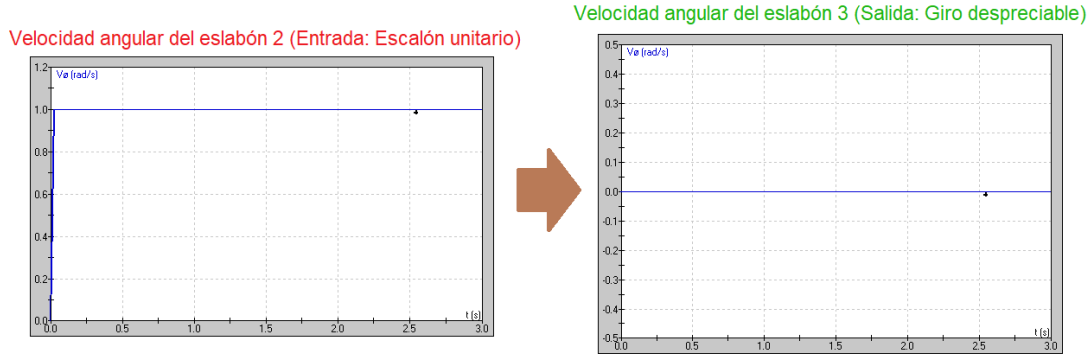 Velocidad angular del eslabón 2 (Entrada: Escalón unitario)
Velocidad angular del eslabón 3 (Salida: Giro despreciable)
Vø (rad/s)
1.2
1.0
0.8
0.6
0.4
0.2
0.0
0.0 0.5 1.0 1.5 2.0 2.5 3.0
t (s)
Vø (rad/s)
0.5
0.4
0.3
0.2
0.1
0.0
-0.1
-0.2
-0.3
-0.4
-0.5
0.0 0.5 1.0 1.5 2.0 2.5 3.0
t (s)